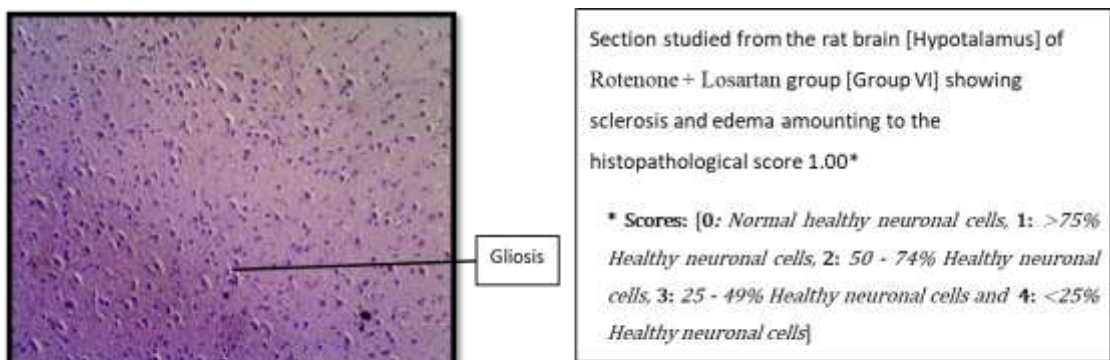 Gliosis
Section studied from the rat brain [Hypotalamus] of
Rotenone + Losartan group [Group VI] showing
sclerosis and edema amounting to the
histopathological score 1.00*
* Scores: [0: Normal healthy neuronal cells, 1: >75%
Healthy neuronal cells, 2: 50 - 74% Healthy neuronal
cells, 3: 25 - 49% Healthy neuronal cells and 4: <25%
Healthy neuronal cells]